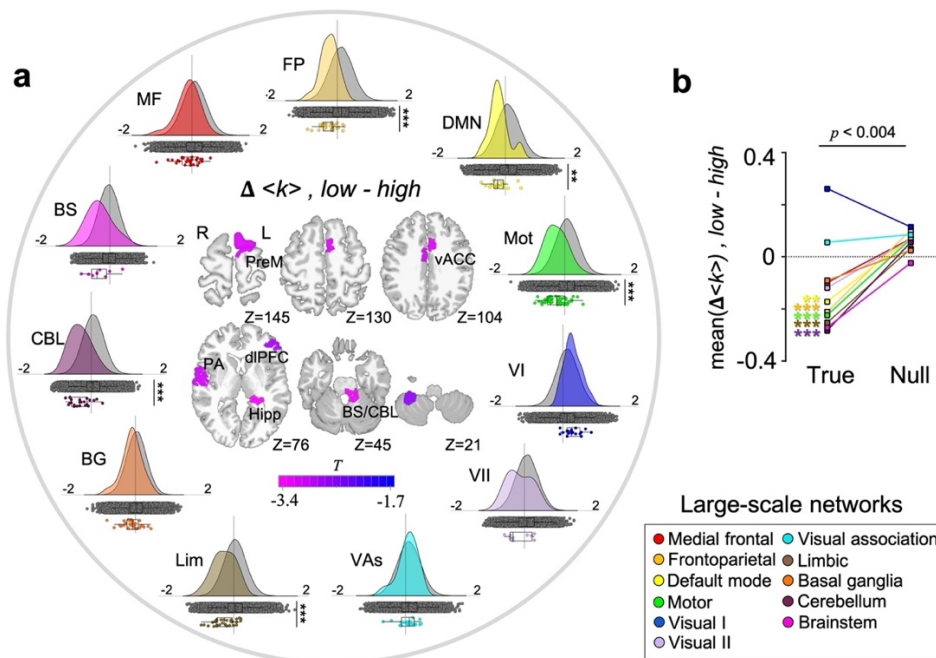 a
FP
-2 2
***
MF
-2 2
DMN
-2 2
**
BS
-2 2
Δ <k> , low - high
R L
PreM
vACC
Z=145 Z=130 Z=104
Mot
-2 2
***
CBL
-2 2
***
PA
dlPFC
Hipp
BS/CBL
Z=76 Z=45 Z=21
VI
-2 2
BG
-2 2
T
-3.4 -1.7
VII
-2 2
Lim
-2 2
***
VAs
-2 2
b
p < 0.004
mean(Δ<k>) , low - high
0.4
0
-0.4
**
***
***
***
***
True Null
Large-scale networks
Medial frontal
Frontoparietal
Default mode
Motor
Visual I
Visual II
Visual association
Limbic
Basal ganglia
Cerebellum
Brainstem